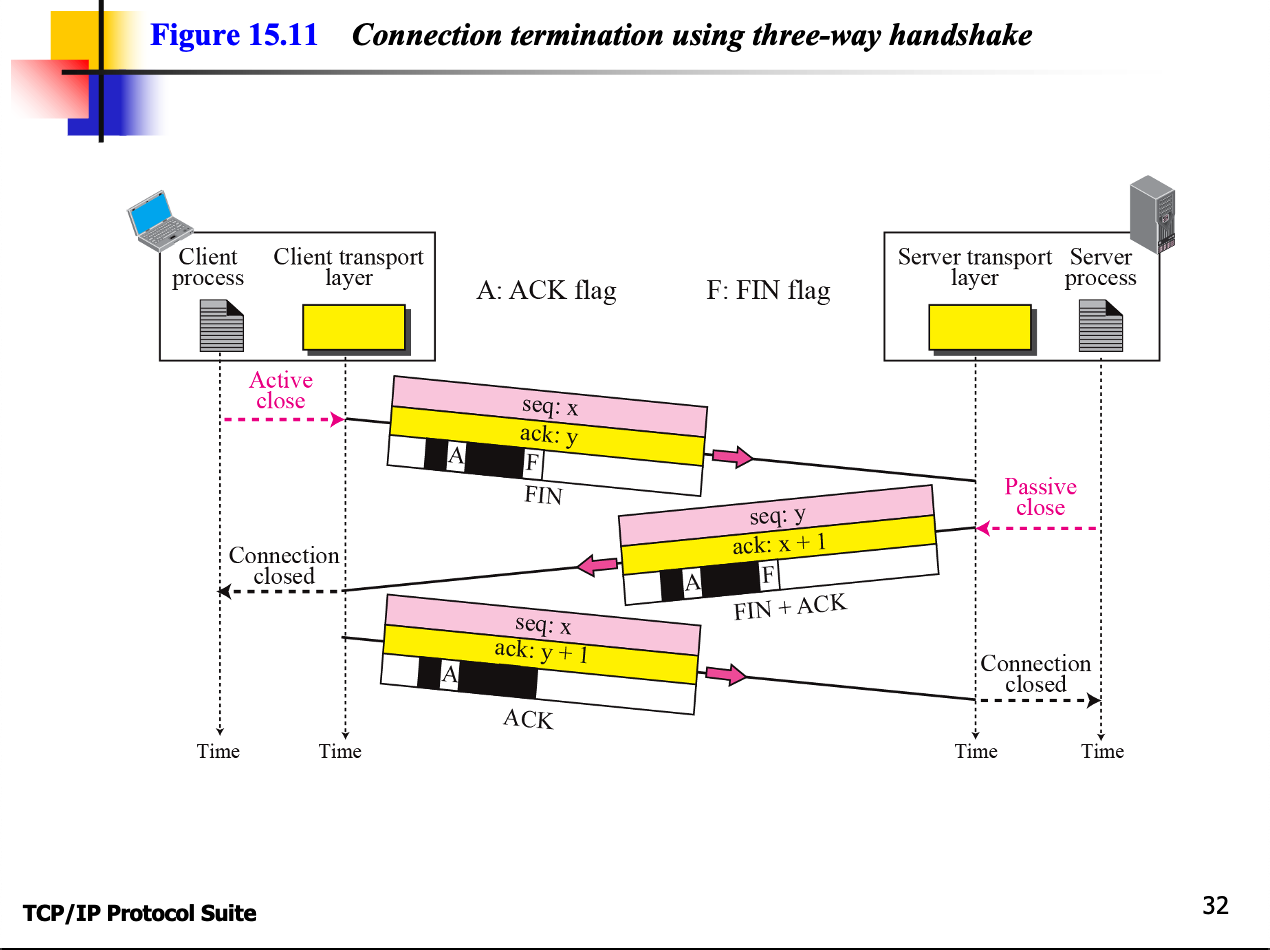 Figure 15.11 Connection termination using three-way handshake
Client process
Client transport layer
A: ACK flag
F: FIN flag
Server transport layer
Server process
Active close
seq: x
ack: y
A
F
FIN
Passive close
seq: y
ack: x + 1
A
F
FIN + ACK
Connection closed
seq: x
ack: y + 1
A
ACK
Connection closed
Time
Time
Time
Time
TCP/IP Protocol Suite
32